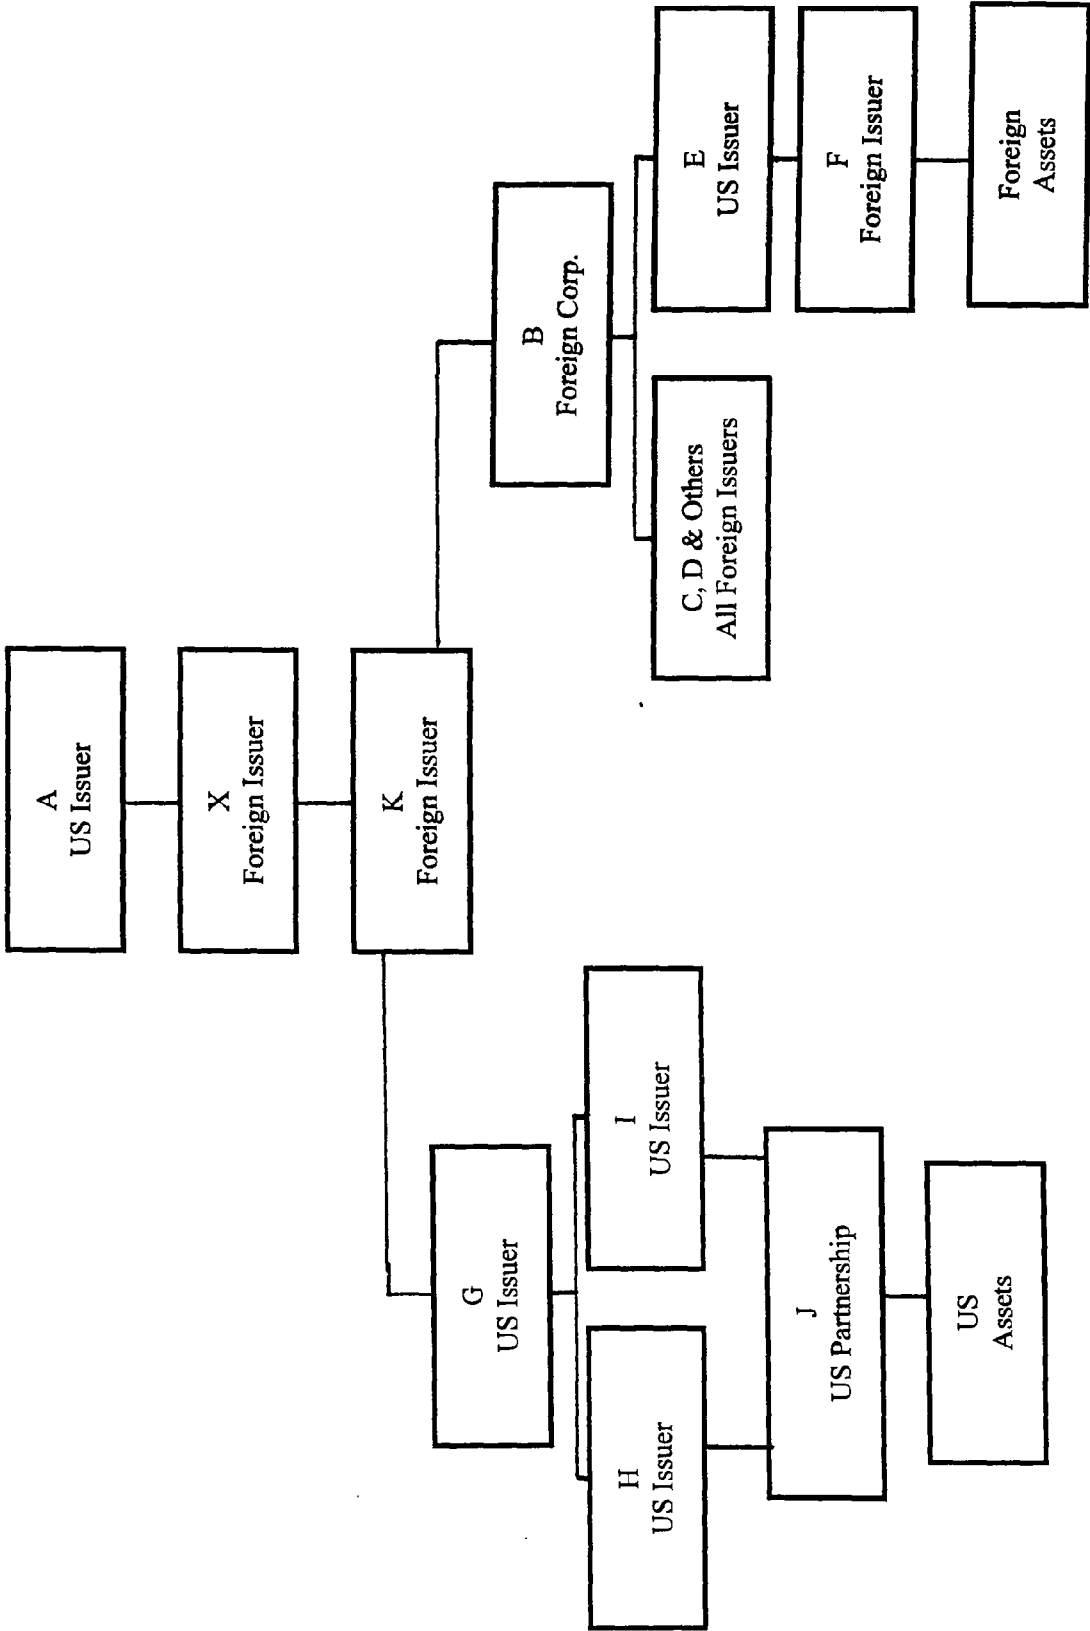 A
US Issuer
X
Foreign Issuer
K
Foreign Issuer
G
US Issuer
B
Foreign Corp.
H
US Issuer
I
US Issuer
C, D & Others
All Foreign Issuers
E
US Issuer
J
US Partnership
F
Foreign Issuer
US
Assets
Foreign
Assets